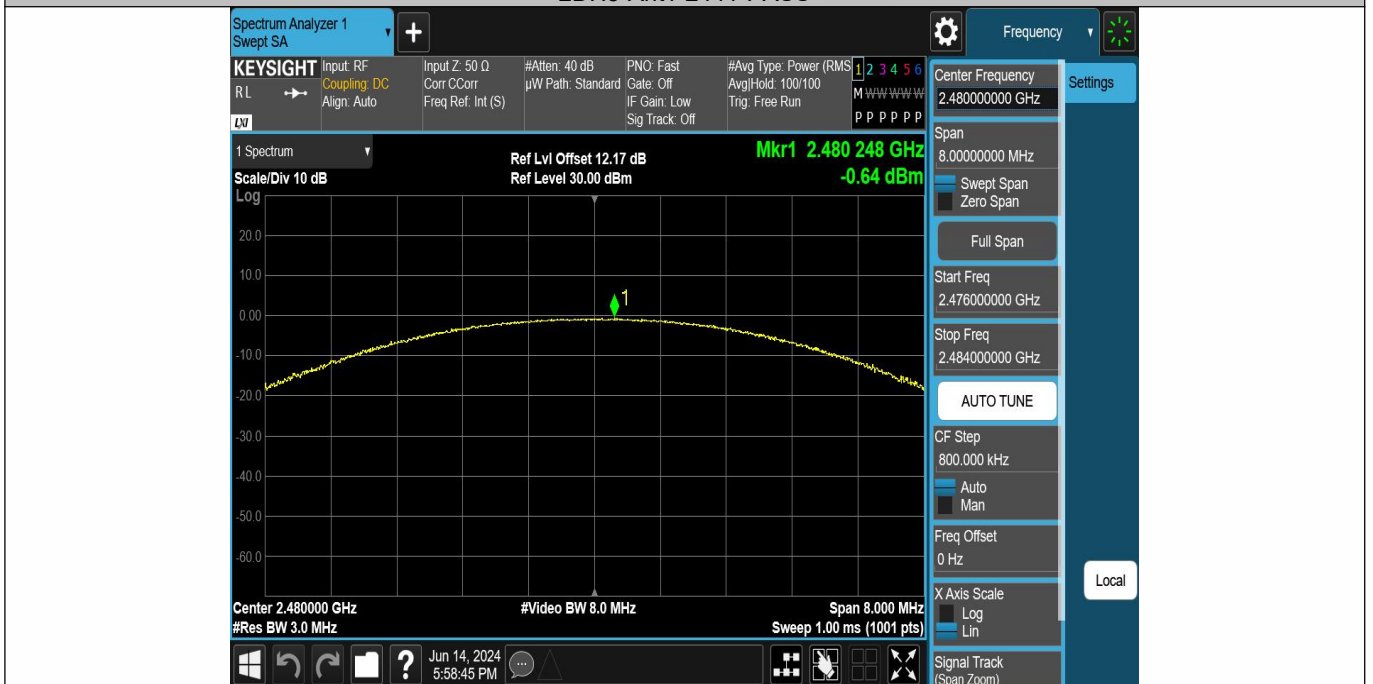 Spectrum Analyzer 1
Swept SA
Frequency
KEYSIGHT
RL
LXI
Input: RF
Coupling: DC
Align: Auto
Input Z: 50 Ω
Corr CCorr
Freq Ref: Int (S)
#Atten: 40 dB
µW Path: Standard
PNO: Fast
Gate: Off
IF Gain: Low
Sig Track: Off
#Avg Type: Power (RMS
Avg|Hold: 100/100
Trig: Free Run
1 2 3 4 5 6
M W W W W W
P P P P P P
1 Spectrum
Scale/Div 10 dB
Ref Lvl Offset 12.17 dB
Ref Level 30.00 dBm
Mkr1 2.480 248 GHz
-0.64 dBm
Log
20.0
10.0
0.00
-10.0
-20.0
-30.0
-40.0
-50.0
-60.0
1
Center 2.480000 GHz
#Res BW 3.0 MHz
#Video BW 8.0 MHz
Span 8.000 MHz
Sweep 1.00 ms (1001 pts)
Jun 14, 2024
5:58:45 PM
Center Frequency
2.480000000 GHz
Settings
Span
8.00000000 MHz
Swept Span
Zero Span
Full Span
Start Freq
2.476000000 GHz
Stop Freq
2.484000000 GHz
AUTO TUNE
CF Step
800.000 kHz
Auto
Man
Freq Offset
0 Hz
X Axis Scale
Log
Lin
Local
Signal Track
(Span Zoom)